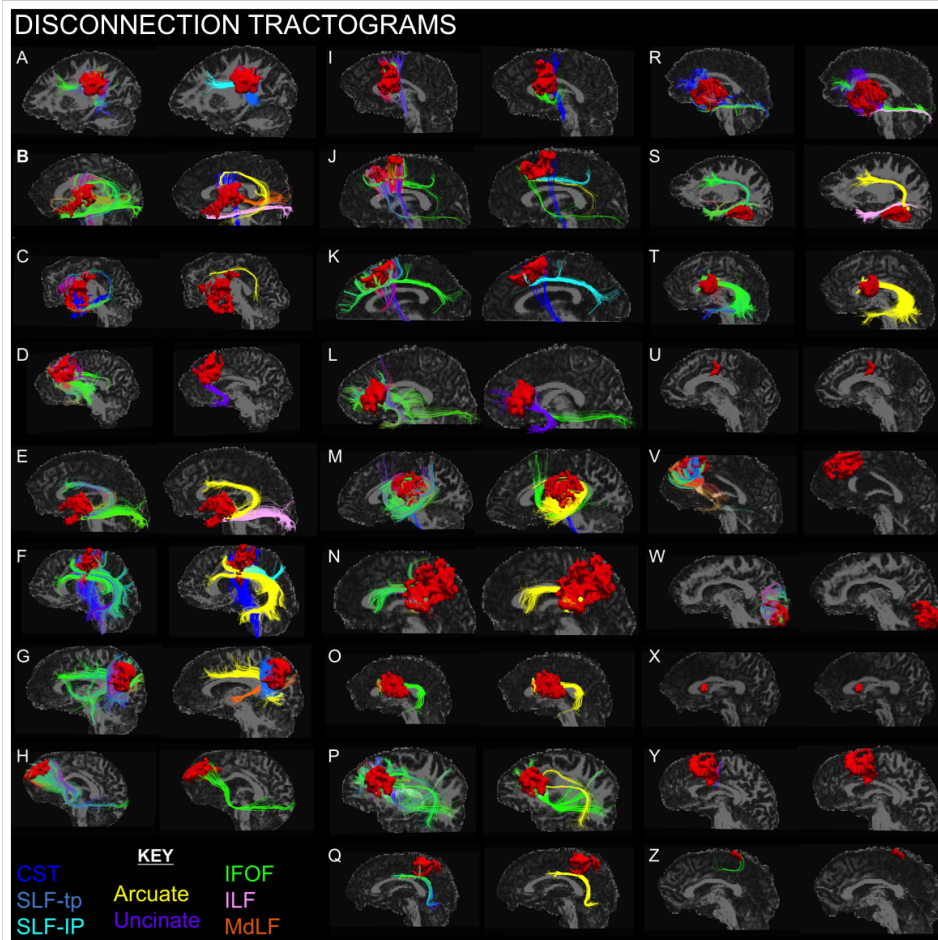 DISCONNECTION TRACTOGRAMS
A
I
R
B
J
S
C
K
T
D
L
U
E
M
V
F
N
W
G
O
X
H
P
Y
Q
Z
KEY
CST
Arcuate
IFOF
SLF-tp
Uncinate
ILF
SLF-IP
MdLF